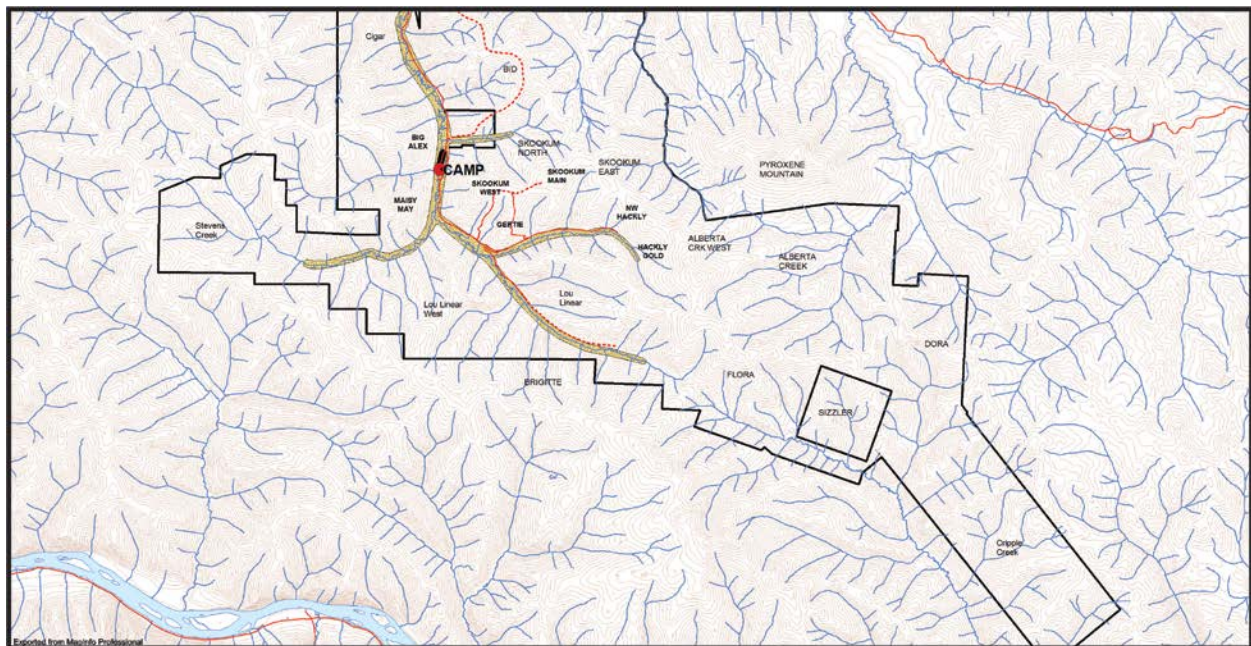 Cigar
BID
BIG
ALEX
SKOOKUM
NORTH
CAMP
SKOOKUM
WEST
SKOOKUM
MAIN
SKOOKUM
EAST
PYROXENE
MOUNTAIN
MAISY
MAY
Stevens
Creek
GERTIE
NW
HACKLY
HACKLY
GOLD
ALBERTA
CRK WEST
ALBERTA
CREEK
Lou Linear
West
Lou
Linear
DORA
BRIGITTE
FLORA
SIZZLER
Cripple
Creek
Exported from MapInfo Professional